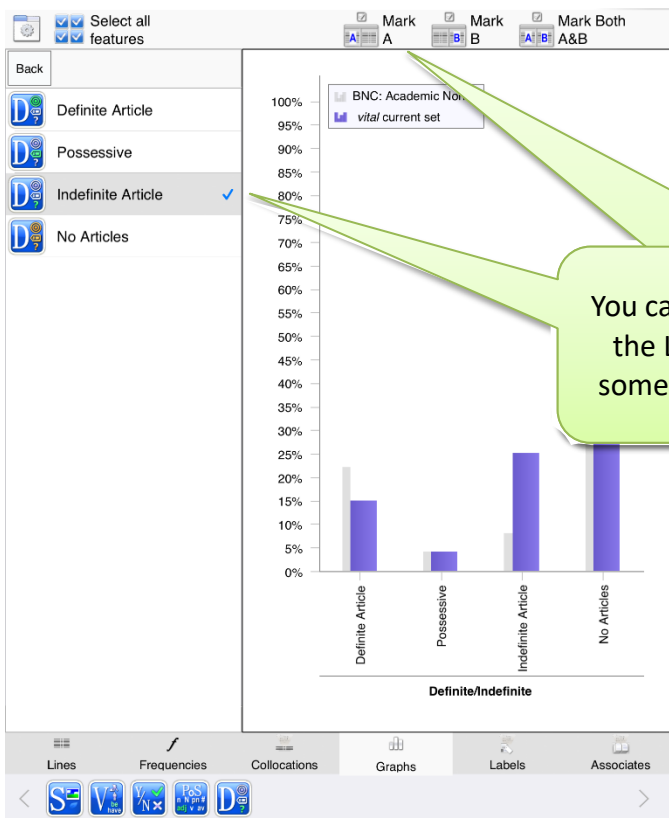 Select all
features
Mark
A
Mark
B
Mark Both
A&B
Back
Definite Article
Possessive
Indefinite Article
No Articles
BNC: Academic Non
vital current set
100%
95%
90%
85%
80%
75%
70%
65%
60%
55%
50%
45%
40%
35%
30%
25%
20%
15%
10%
5%
0%
You ca
the L
some
Definite Article
Possessive
Indefinite Article
No Articles
Definite/Indefinite
Lines
Frequencies
Collocations
Graphs
Labels
Associates